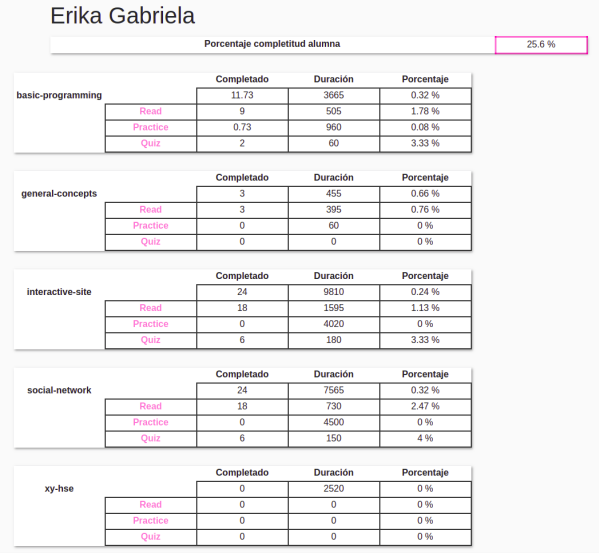 Erika Gabriela
Porcentaje completitud alumna 25.6 %
Completado Duración Porcentaje
basic-programming 11.73 3665 0.32 %
Read 9 505 1.78 %
Practice 0.73 960 0.08 %
Quiz 2 60 3.33 %
Completado Duración Porcentaje
general-concepts 3 455 0.66 %
Read 3 395 0.76 %
Practice 0 60 0 %
Quiz 0 0 0 %
Completado Duración Porcentaje
interactive-site 24 9810 0.24 %
Read 18 1595 1.13 %
Practice 0 4020 0 %
Quiz 6 180 3.33 %
Completado Duración Porcentaje
social-network 24 7565 0.32 %
Read 18 730 2.47 %
Practice 0 4500 0 %
Quiz 6 150 4 %
Completado Duración Porcentaje
xy-hse 0 2520 0 %
Read 0 0 0 %
Practice 0 0 0 %
Quiz 0 0 0 %